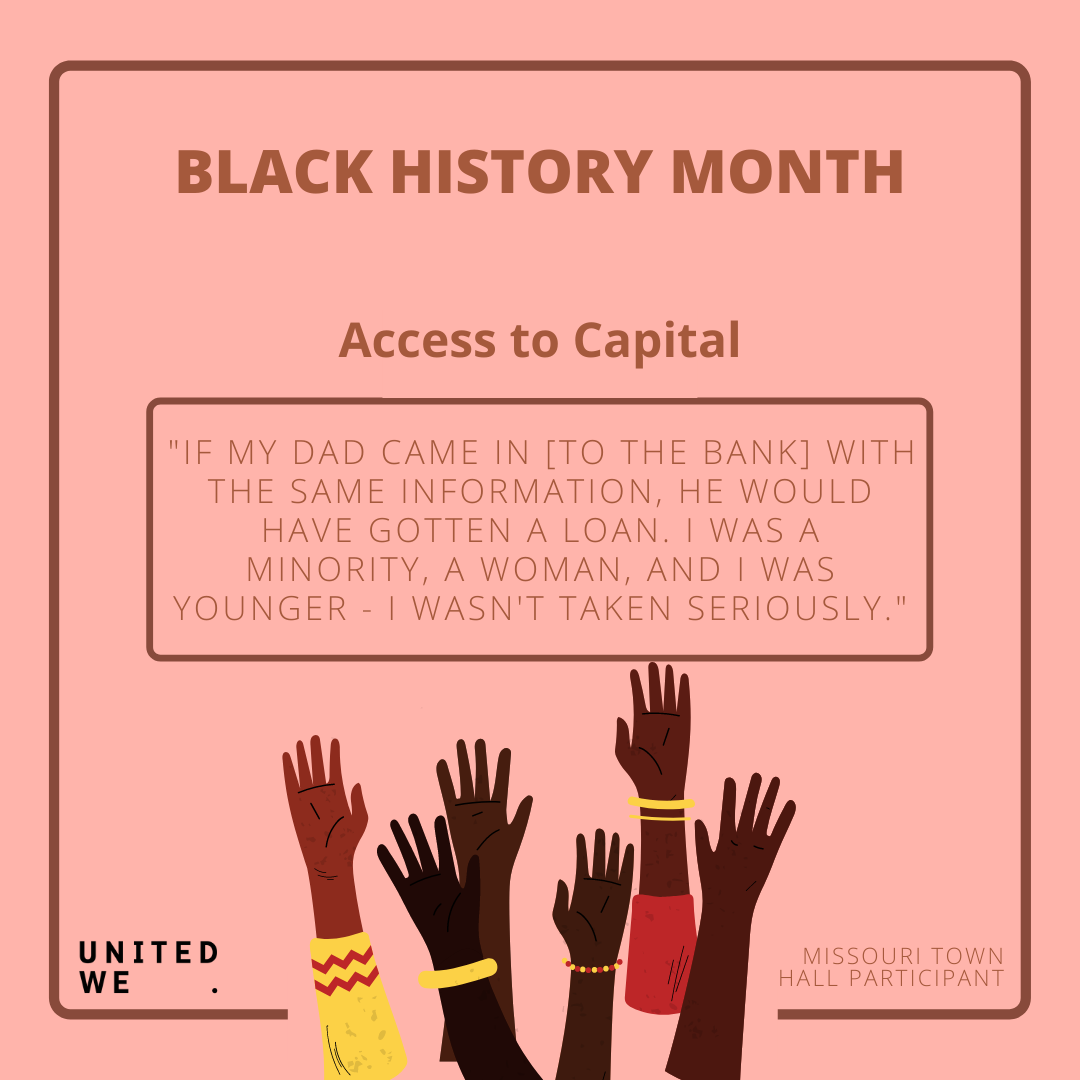 BLACK HISTORY MONTH
Access to Capital
"IF MY DAD CAME IN [TO THE BANK] WITH
THE SAME INFORMATION, HE WOULD
HAVE GOTTEN A LOAN. I WAS A
MINORITY, A WOMAN, AND I WAS
YOUNGER - I WASN'T TAKEN SERIOUSLY."
UNITED
WE .
MISSOURI TOWN
HALL PARTICIPANT